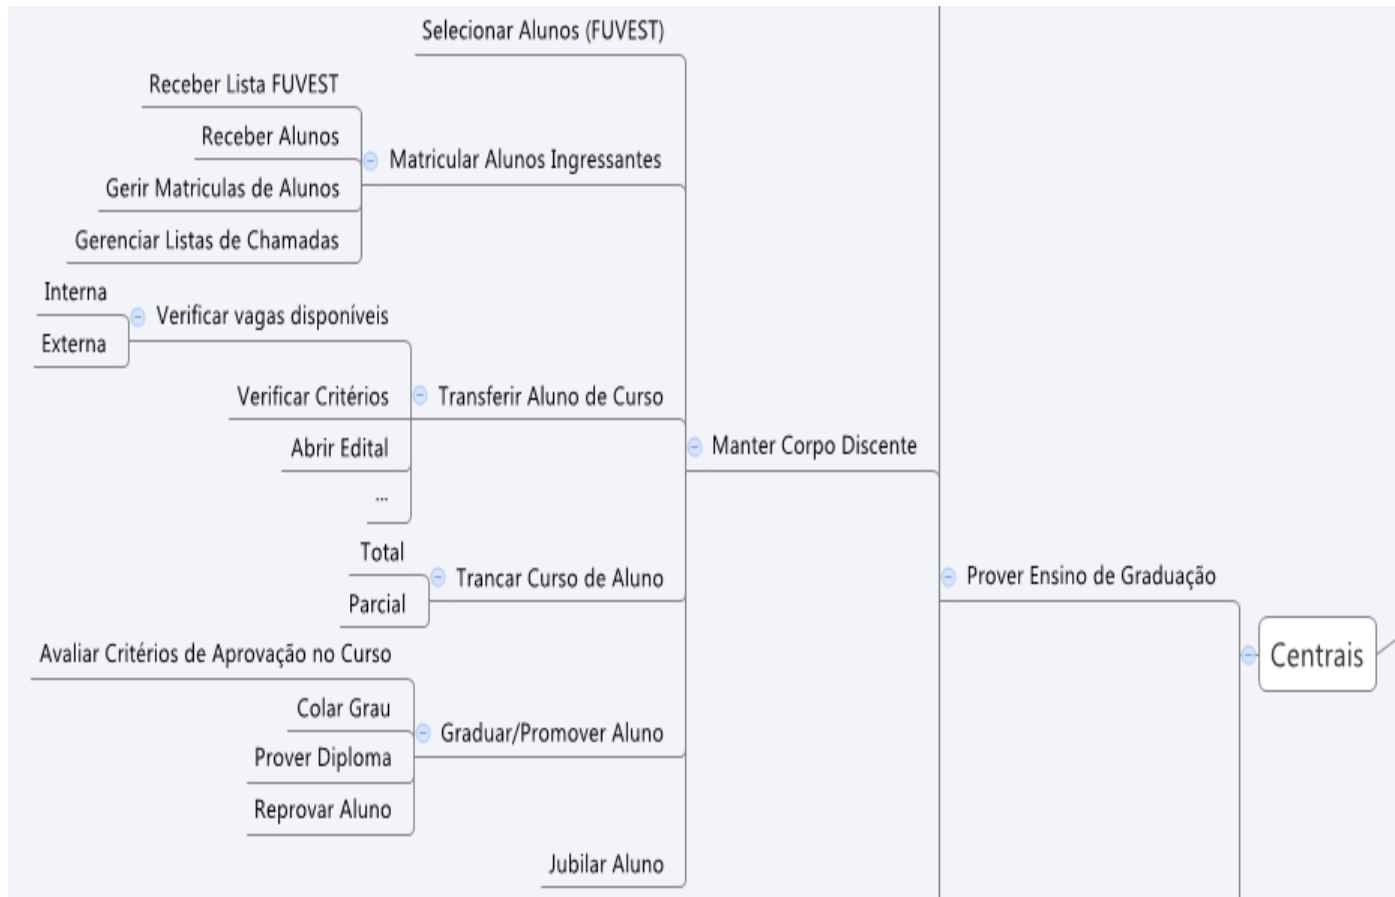 Selecionar Alunos (FUVEST)
Receber Lista FUVEST
Receber Alunos
Matricular Alunos Ingressantes
Gerir Matriculas de Alunos
Gerenciar Listas de Chamadas
Interna
Verificar vagas disponíveis
Externa
Verificar Critérios
Transferir Aluno de Curso
Abrir Edital
Manter Corpo Discente
...
Total
Trancar Curso de Aluno
Prover Ensino de Graduação
Parcial
Avaliar Critérios de Aprovação no Curso
Centrais
Colar Grau
Graduar/Promover Aluno
Prover Diploma
Reprovar Aluno
Jubilar Aluno